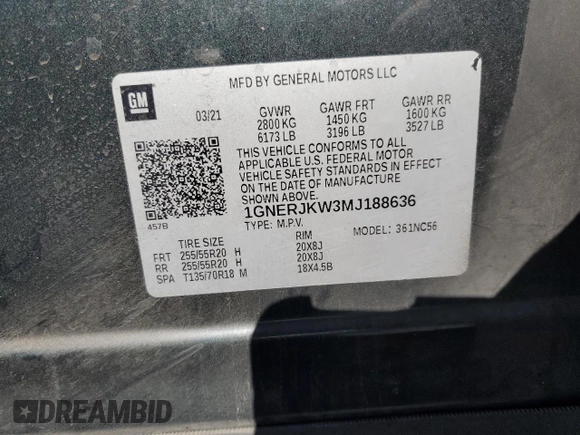 MFD BY GENERAL MOTORS LLC
GM
03/21 GVWR GAWR FRT GAWR RR
2800 KG 1450 KG 1600 KG
6173 LB 3196 LB 3527 LB
THIS VEHICLE CONFORMS TO ALL
APPLICABLE U.S. FEDERAL MOTOR
VEHICLE SAFETY STANDARDS IN EFFECT
ON THE DATE OF MANUFACTURE
SHOWN ABOVE.
1GNERJKW3MJ188636
457B
TYPE: M.P.V. MODEL: 361NC56
TIRE SIZE RIM
FRT 255/55R20 H 20X8J
RR 255/55R20 H 20X8J
SPA T135/70R18 M 18X4.5B
DREAMBID